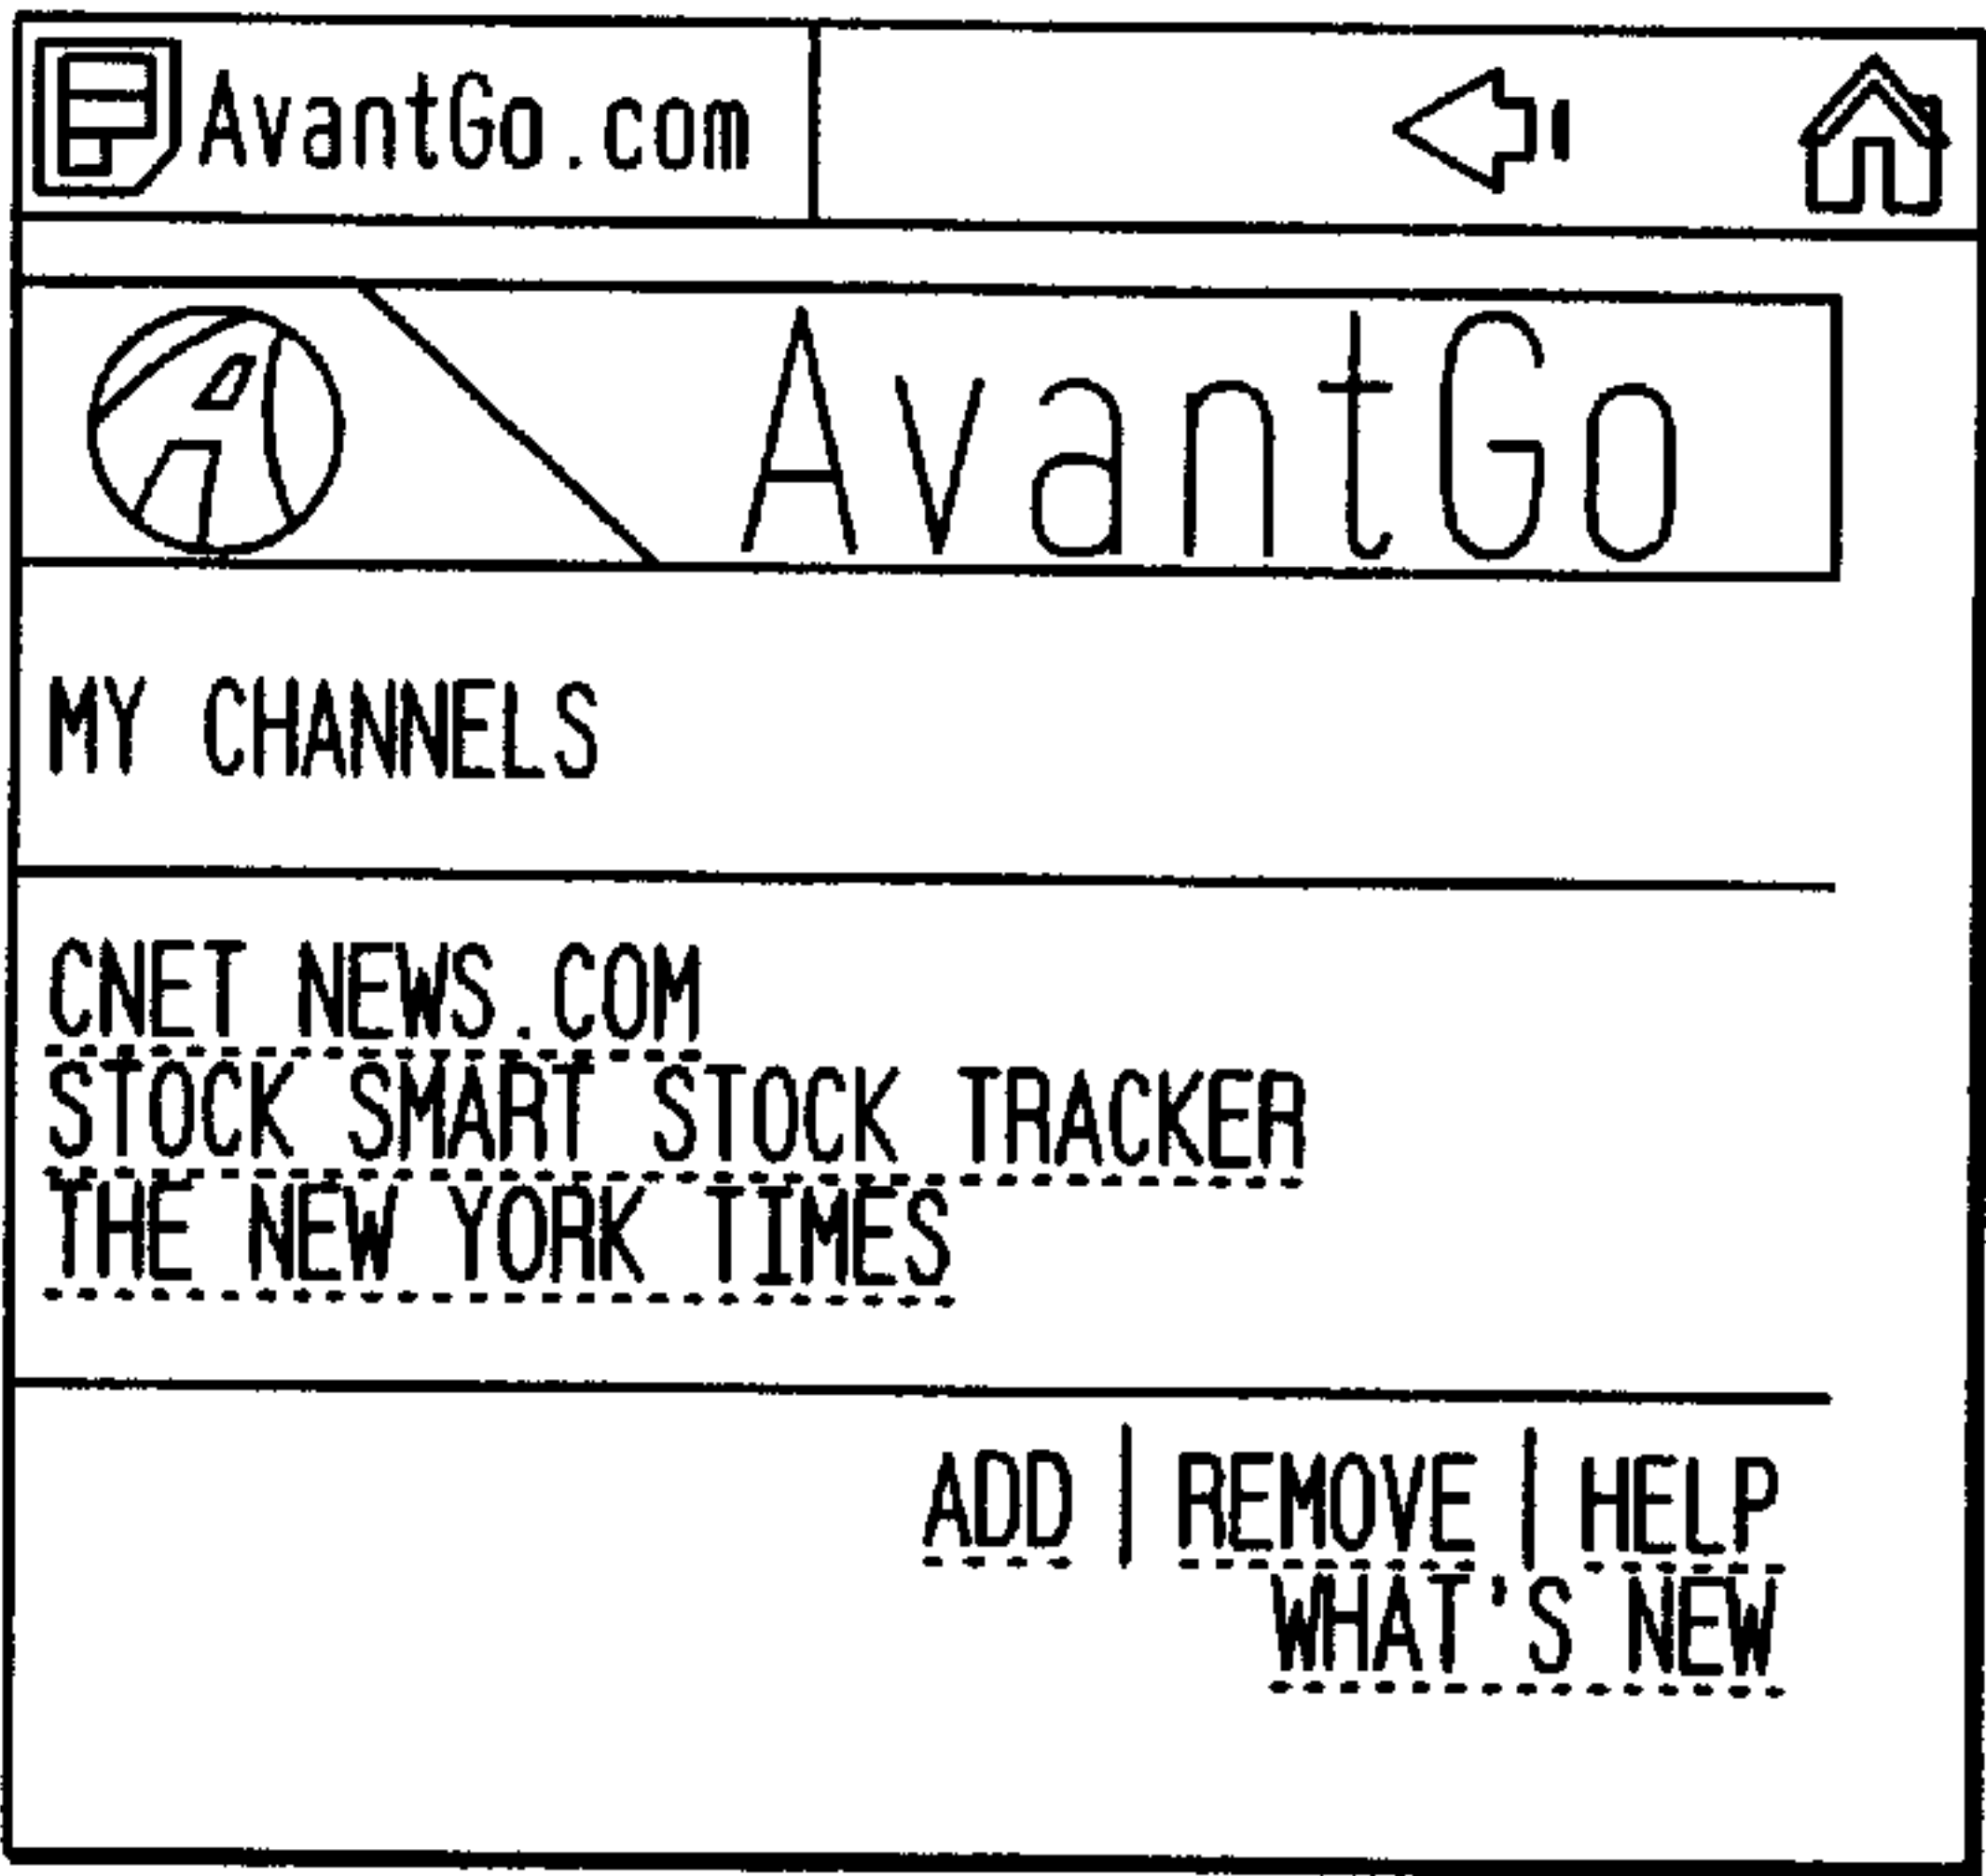 AvantGo.com
AvantGo
MY CHANNELS
CNET NEWS.COM
STOCK SMART STOCK TRACKER
THE NEW YORK TIMES
ADD | REMOVE | HELP
WHAT'S NEW